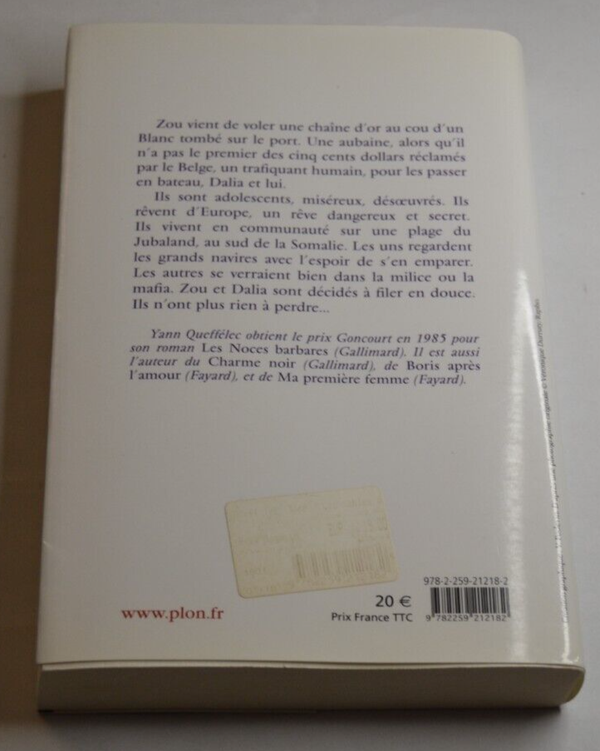 Zou vient de voler une chaîne d'or au cou d'un
Blanc tombé sur le port. Une aubaine, alors qu'il
n'a pas le premier des cinq cents dollars réclamés
par le Belge, un trafiquant humain, pour les passer
en bateau, Dalia et lui.
Ils sont adolescents, miséreux, désœuvrés. Ils
rêvent d'Europe, un rêve dangereux et secret.
Ils vivent en communauté sur une plage du
Jubaland, au sud de la Somalie. Les uns regardent
les grands navires avec l'espoir de s'en emparer.
Les autres se verraient bien dans la milice ou la
mafia. Zou et Dalia sont décidés à filer en douce.
Ils n'ont plus rien à perdre...
Yann Queffélec obtient le prix Goncourt en 1985 pour
son roman Les Noces barbares (Gallimard). Il est aussi
l'auteur du Charme noir (Gallimard), de Boris après
l'amour (Fayard), et de Ma première femme (Fayard).
978-2-259-21218-2
www.plon.fr
20 €
Prix France TTC
9 782259 212182